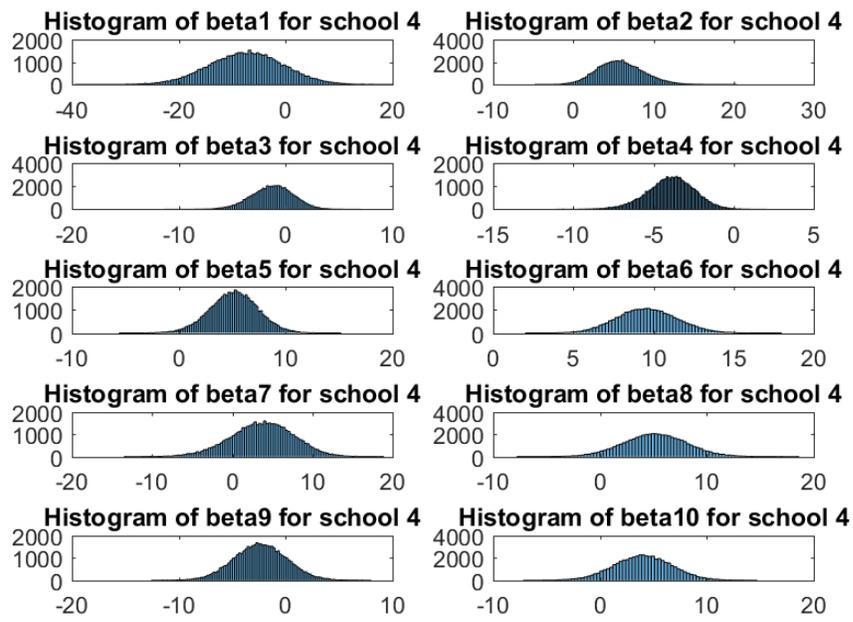 Histogram of beta1 for school 4
2000
1000
0
-40 -20 0 20
Histogram of beta2 for school 4
4000
2000
0
-10 0 10 20 30
Histogram of beta3 for school 4
4000
2000
0
-20 -10 0 10
Histogram of beta4 for school 4
2000
1000
0
-15 -10 -5 0 5
Histogram of beta5 for school 4
2000
1000
0
-10 0 10 20
Histogram of beta6 for school 4
4000
2000
0
0 5 10 15 20
Histogram of beta7 for school 4
2000
1000
0
-20 -10 0 10 20
Histogram of beta8 for school 4
4000
2000
0
-10 0 10 20
Histogram of beta9 for school 4
2000
1000
0
-20 -10 0 10
Histogram of beta10 for school 4
4000
2000
0
-10 0 10 20